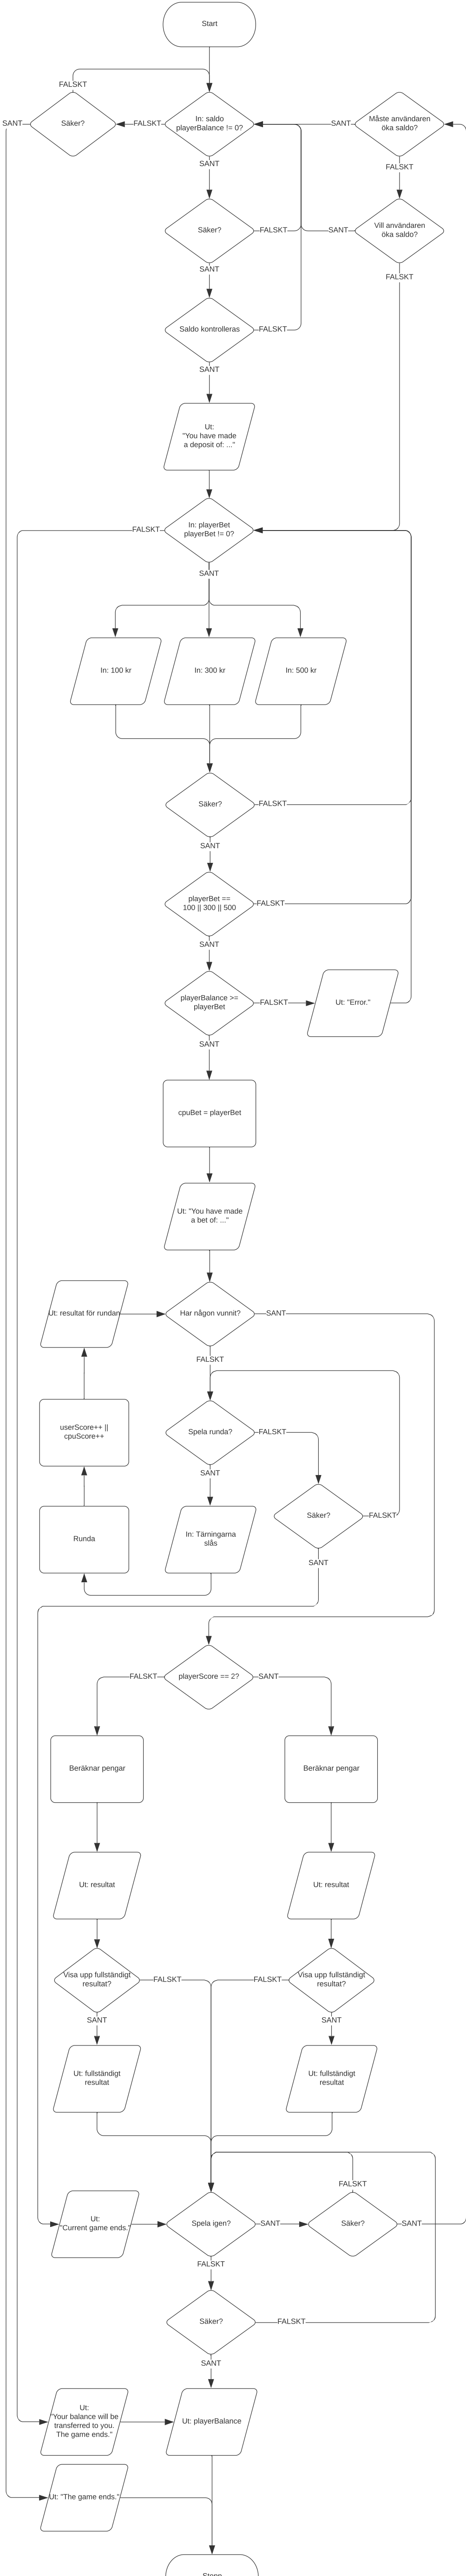 Start
FALSKT
SANT
Säker?
FALSKT
In: saldo
playerBalance != 0?
SANT
Måste användaren
öka saldo?
SANT
FALSKT
Säker?
FALSKT
SANT
Vill användaren
öka saldo?
SANT
FALSKT
Saldo kontrolleras
FALSKT
SANT
Ut:
"You have made
a deposit of: ..."
FALSKT
In: playerBet
playerBet != 0?
SANT
In: 100 kr
In: 300 kr
In: 500 kr
Säker?
FALSKT
SANT
playerBet ==
100 || 300 || 500
FALSKT
SANT
playerBalance >=
playerBet
FALSKT
Ut: "Error."
SANT
cpuBet = playerBet
Ut: "You have made
a bet of: ..."
Ut: resultat för rundan
Har någon vunnit?
SANT
FALSKT
userScore++ ||
cpuScore++
Spela runda?
FALSKT
SANT
Runda
In: Tärningarna
slås
Säker?
FALSKT
SANT
FALSKT
playerScore == 2?
SANT
Beräknar pengar
Beräknar pengar
Ut: resultat
Ut: resultat
Visa upp fullständigt
resultat?
FALSKT
FALSKT
Visa upp fullständigt
resultat?
SANT
SANT
Ut: fullständigt
resultat
Ut: fullständigt
resultat
FALSKT
Ut:
"Current game ends."
Spela igen?
SANT
Säker?
SANT
FALSKT
Säker?
FALSKT
SANT
Ut:
"Your balance will be
transferred to you.
The game ends."
Ut: playerBalance
Ut: "The game ends."